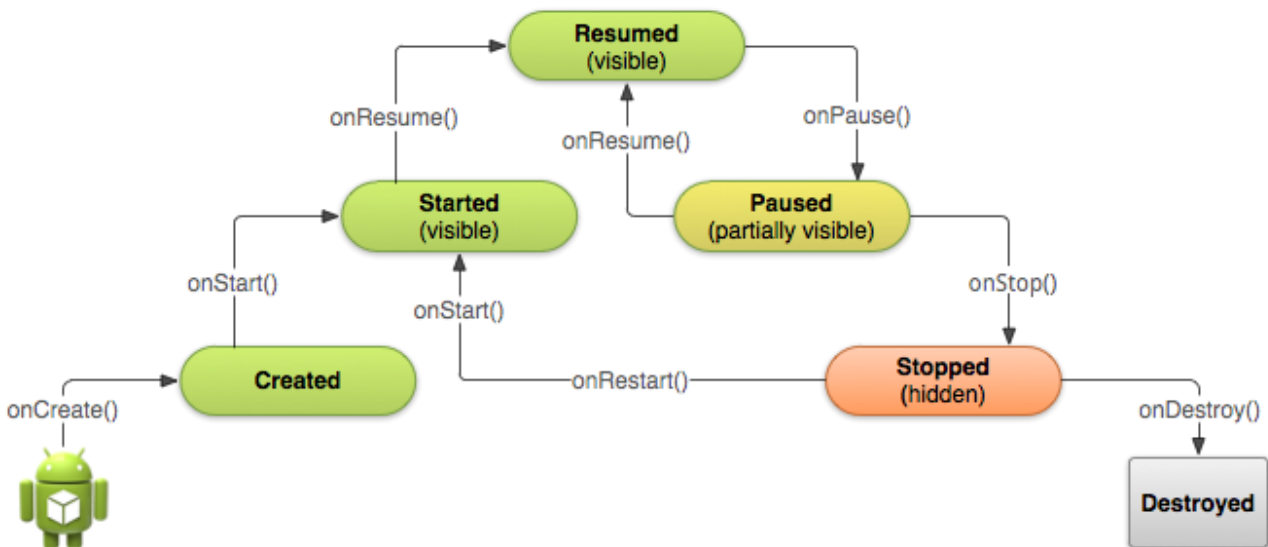 Resumed
(visible)
onResume()
onResume()
onPause()
Started
(visible)
Paused
(partially visible)
onStart()
onStart()
onStop()
Created
onRestart()
Stopped
(hidden)
onCreate()
onDestroy()
Destroyed